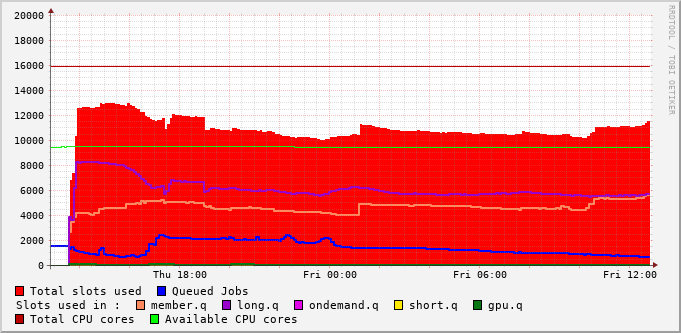 20000
18000
16000
14000
12000
10000
8000
6000
4000
2000
0
Thu 18:00 Fri 00:00 Fri 06:00 Fri 12:00
RRDTOOL / TOBI OETIKER
Total slots used Queued Jobs
Slots used in : member.q long.q ondemand.q short.q gpu.q
Total CPU cores Available CPU cores